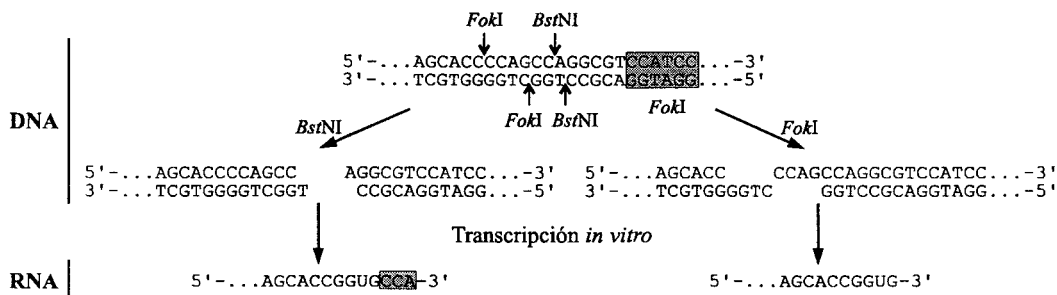 FokI BstNI
5'-...AGCACCCCAGCCAGGCGTCCATCC...-3'
3'-...TCGTGGGGTCGGTCCGCAGGTAGG...-5'
FokI BstNI FokI
DNA
BstNI FokI
5'-...AGCACCCCAGCC AGGCGTCCATCC...-3' 5'-...AGCACC CCAGCCAGGCGTCCATCC...-3'
3'-...TCGTGGGGTCGGT CCGCAGGTAGG...-5' 3'-...TCGTGGGGTC GGTCCGCAGGTAGG...-5'
Transcripción in vitro
RNA 5'-...AGCACCGGUGCCA-3' 5'-...AGCACCGGUG-3'